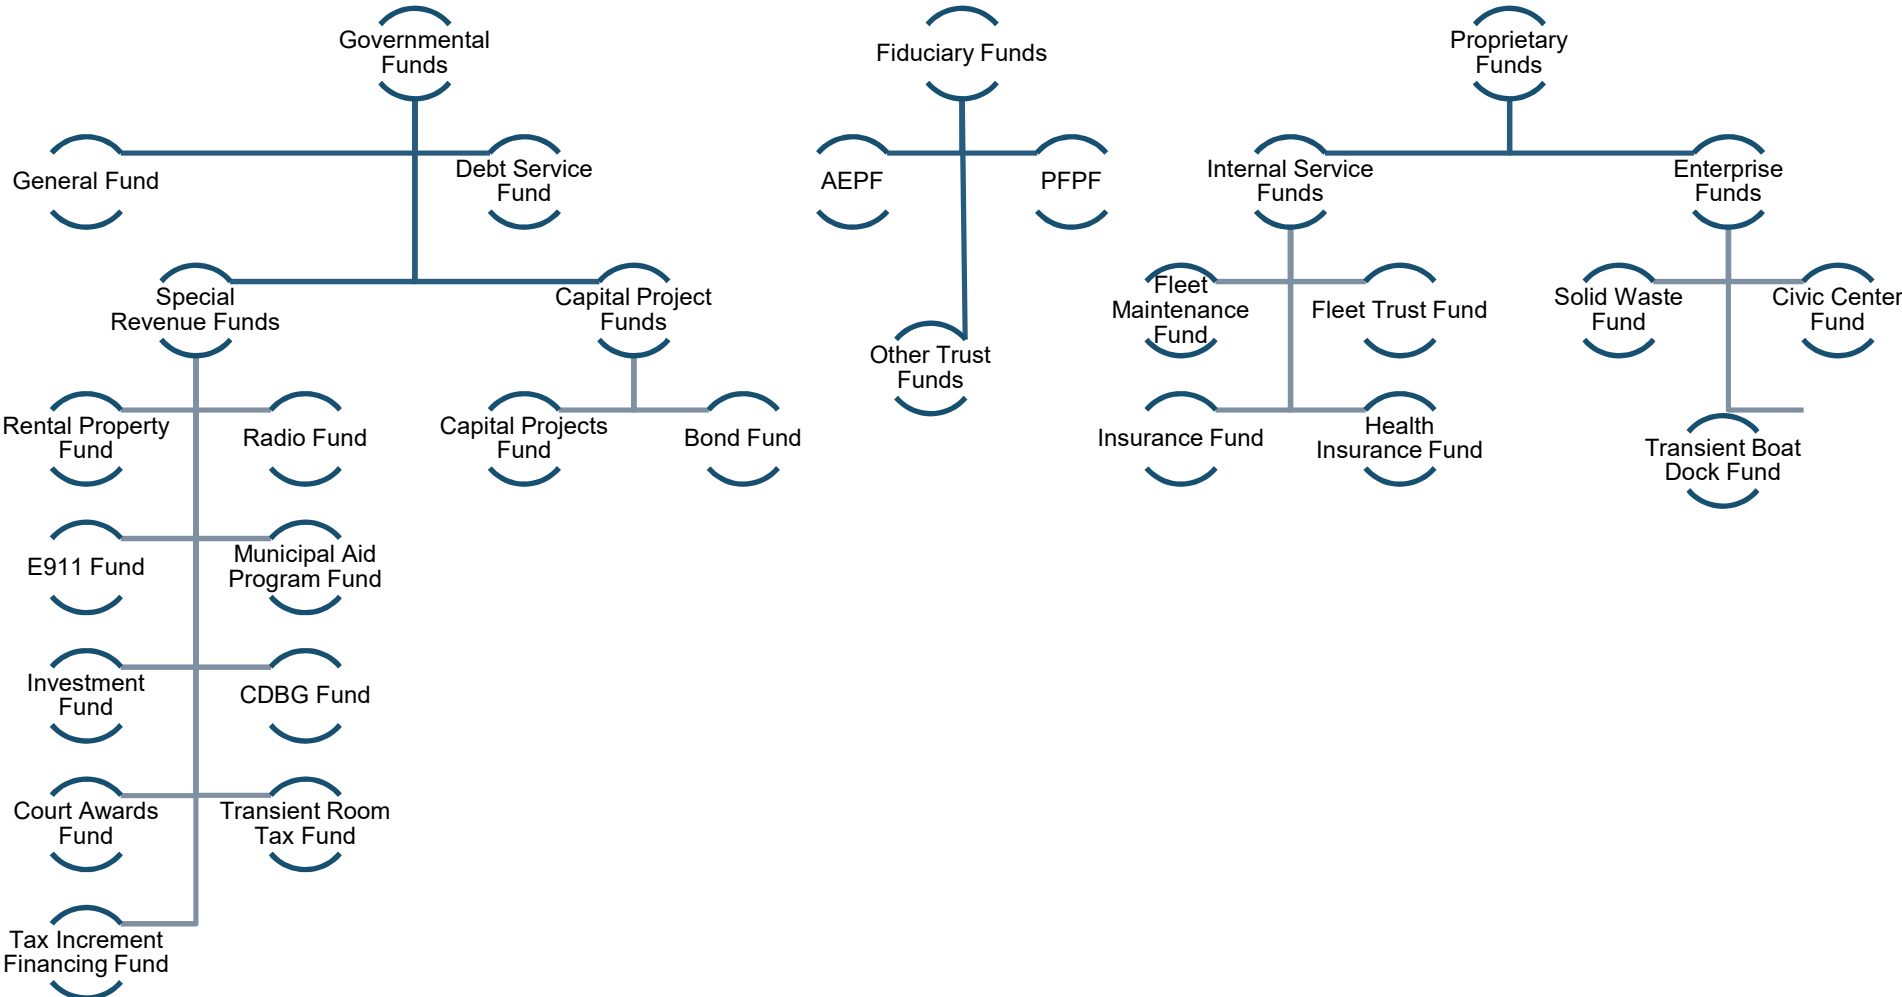 Governmental
Funds
Fiduciary Funds
Proprietary
Funds
General Fund
Debt Service
Fund
AEPF
PFPF
Internal Service
Funds
Enterprise
Funds
Special
Revenue Funds
Capital Project
Funds
Other Trust
Funds
Fleet
Maintenance
Fund
Fleet Trust Fund
Solid Waste
Fund
Civic Center
Fund
Rental Property
Fund
Radio Fund
Capital Projects
Fund
Bond Fund
Insurance Fund
Health
Insurance Fund
Transient Boat
Dock Fund
E911 Fund
Municipal Aid
Program Fund
Investment
Fund
CDBG Fund
Court Awards
Fund
Transient Room
Tax Fund
Tax Increment
Financing Fund